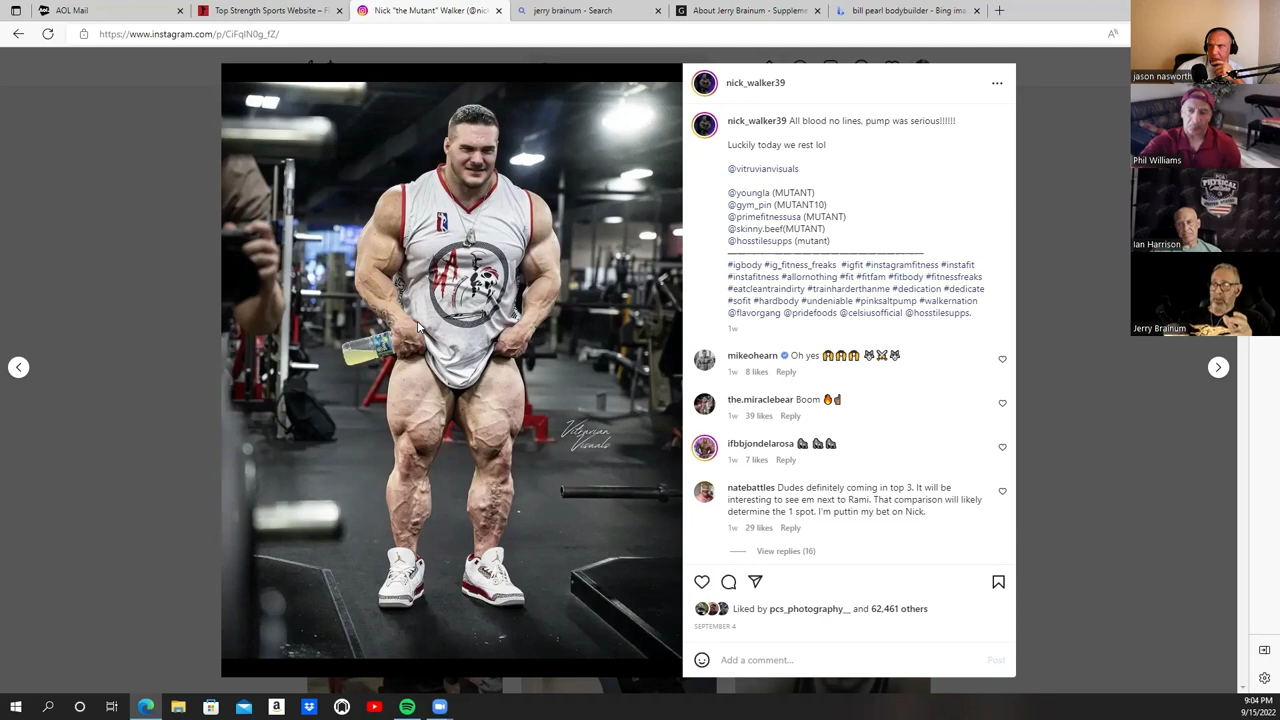 AOL Mail
Top Strength Sports Website – Fi
Nick "the Mutant" Walker (@nick
jerry brainum - Search
About Jerry Brainum - Suppleme
bill pearl bodybuilder - Bing ima
https://www.instagram.com/p/CiFqIN0g_fZ/
jason nasworth
Phil Williams
PHYSICAL
Ian Harrison
Jerry Brainum
nick_walker39
nick_walker39 All blood no lines, pump was serious!!!!!!
Luckily today we rest lol
@vitruvianvisuals
@youngla (MUTANT)
@gym_pin (MUTANT10)
@primefitnessusa (MUTANT)
@skinny.beef(MUTANT)
@hosstilesupps (mutant)
#igbody #ig_fitness_freaks #igfit #instagramfitness #instafit
#instafitness #allornothing #fit #fitfam #fitbody #fitnessfreaks
#eatcleantraindirty #trainharderthanme #dedication #dedicate
#sofit #hardbody #undeniable #pinksaltpump #walkernation
@flavorgang @pridefoods @celsiusofficial @hosstilesupps.
1w
mikeohearn Oh yes 🙌🙌🙌 🐺⚔️🐺
1w 8 likes Reply
the.miraclebear Boom 🔥☝🏾
1w 39 likes Reply
ifbbjondelarosa 🦍 🦍🦍
1w 7 likes Reply
natebattles Dudes definitely coming in top 3. It will be
interesting to see em next to Rami. That comparison will likely
determine the 1 spot. I'm puttin my bet on Nick.
1w 29 likes Reply
View replies (16)
Liked by pcs_photography__ and 62,461 others
SEPTEMBER 4
Add a comment...
Post
Vitruvian
Visuals
9:04 PM
9/15/2022